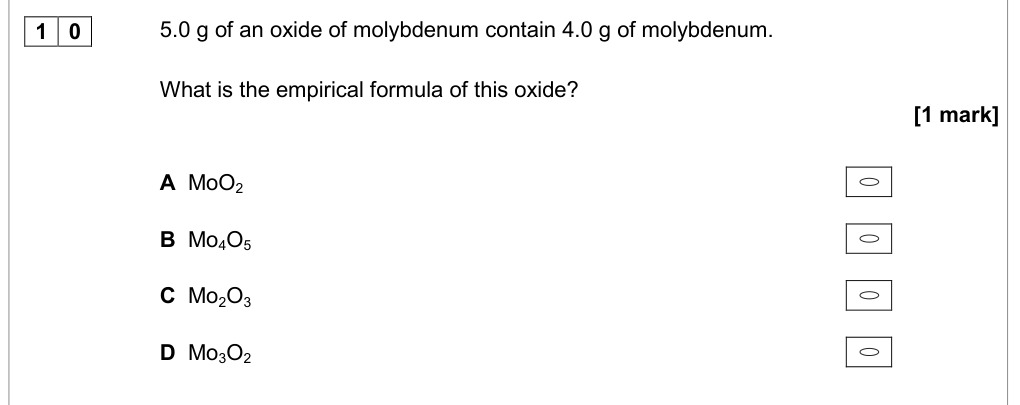 1 0 5.0 g of an oxide of molybdenum contain 4.0 g of molybdenum.
What is the empirical formula of this oxide?
[1 mark]
A MoO₂
B Mo₄O₅
C Mo₂O₃
D Mo₃O₂